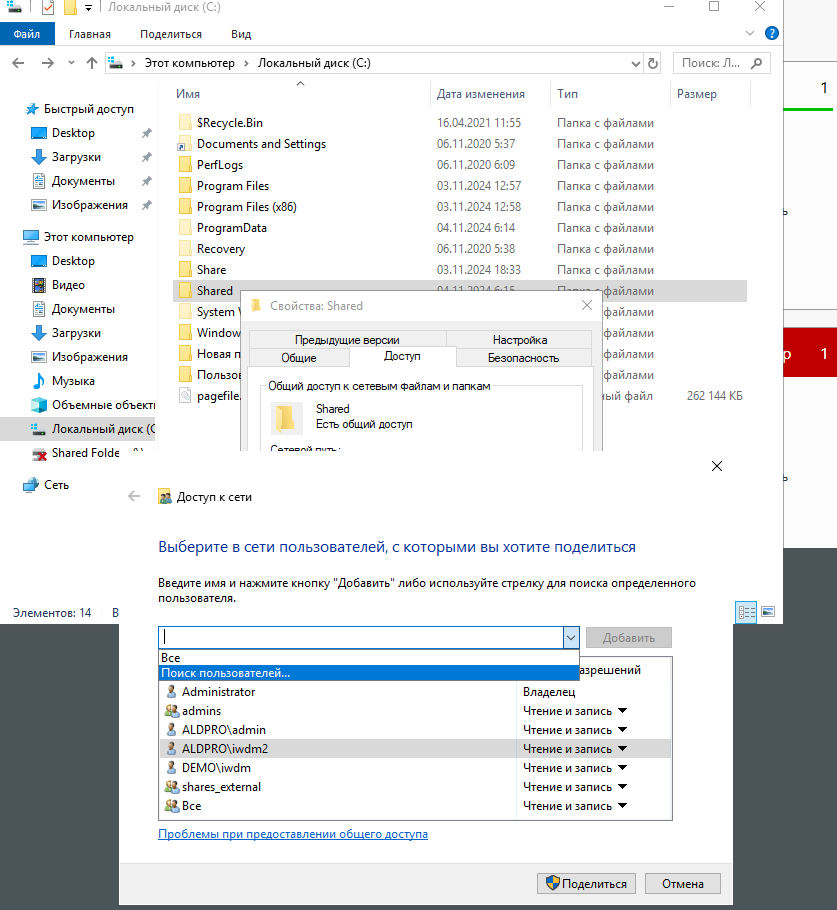 Локальный диск (C:)
Файл Главная Поделиться Вид
Этот компьютер Локальный диск (C:) Поиск: Л...
Имя Дата изменения Тип Размер
Быстрый доступ
Desktop
Загрузки
Документы
Изображения
Этот компьютер
Desktop
Видео
Документы
Загрузки
Изображения
Музыка
Объемные объекты
Локальный диск (C
Shared Folde
Сеть
$Recycle.Bin 16.04.2021 11:55 Папка с файлами
Documents and Settings 06.11.2020 5:37 Папка с файлами
PerfLogs 06.11.2020 6:09 Папка с файлами
Program Files 03.11.2024 12:57 Папка с файлами
Program Files (x86) 03.11.2024 12:58 Папка с файлами
ProgramData 04.11.2024 6:14 Папка с файлами
Recovery 06.11.2020 5:38 Папка с файлами
Share 03.11.2024 18:33 Папка с файлами
Shared 04.11.2024 6:15 файлами
System файлами
Window файлами
Новая п файлами
Пользо файлами
pagefile. ный файл 262 144 КБ
Элементов: 14 В
1
р 1
Свойства: Shared
Предыдущие версии Настройка
Общие Доступ Безопасность
Общий доступ к сетевым файлам и папкам
Shared
Есть общий доступ
Сетевой путь:
Доступ к сети
Выберите в сети пользователей, с которыми вы хотите поделиться
Введите имя и нажмите кнопку "Добавить" либо используйте стрелку для поиска определенного
пользователя.
Добавить
Все
Поиск пользователей...
азрешений
Administrator Владелец
admins Чтение и запись
ALDPRO\admin Чтение и запись
ALDPRO\iwdm2 Чтение и запись
DEMO\iwdm Чтение и запись
shares_external Чтение и запись
Все Чтение и запись
Проблемы при предоставлении общего доступа
Поделиться Отмена